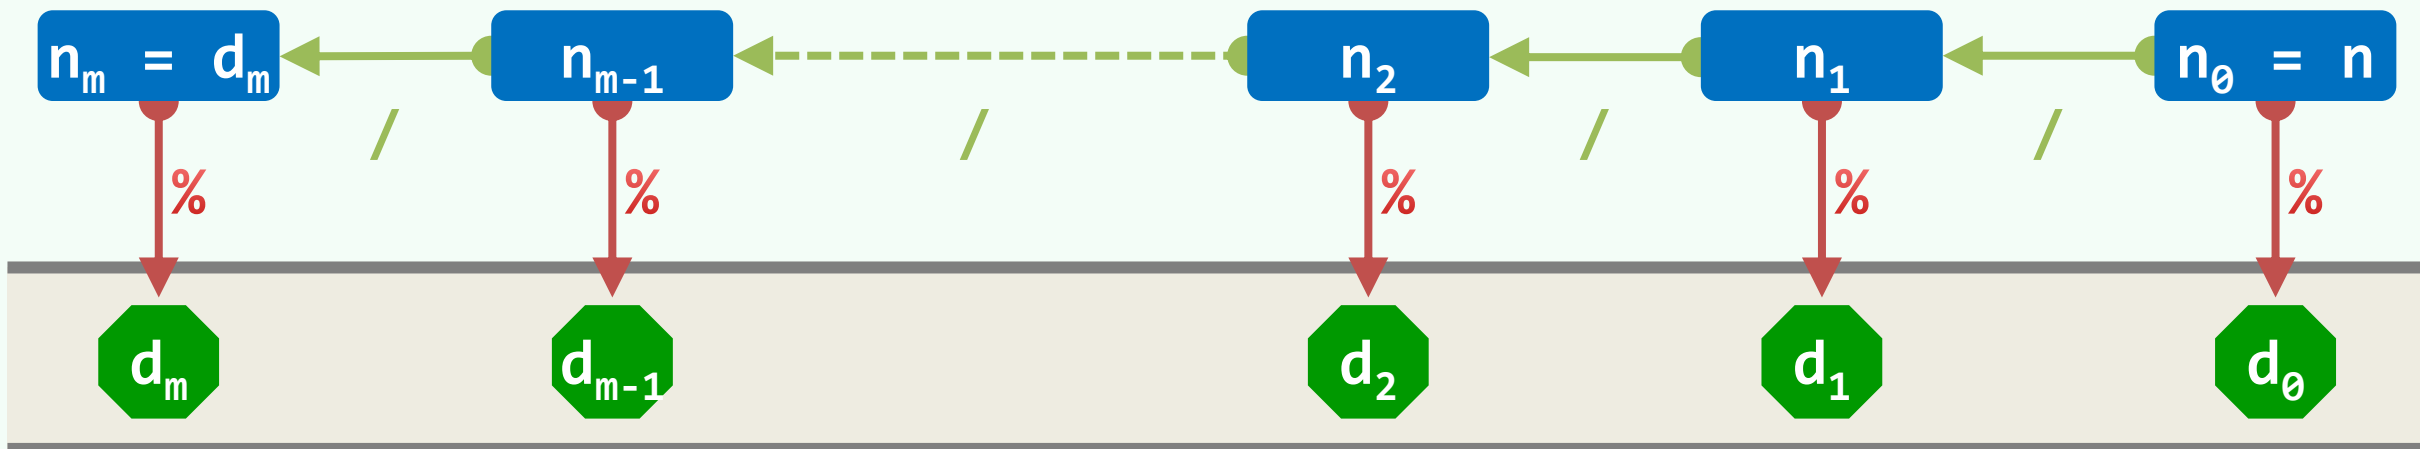 nₘ = dₘ nₘ₋₁ n₂ n₁ n₀ = n
/ / / /
% % % % %
dₘ dₘ₋₁ d₂ d₁ d₀